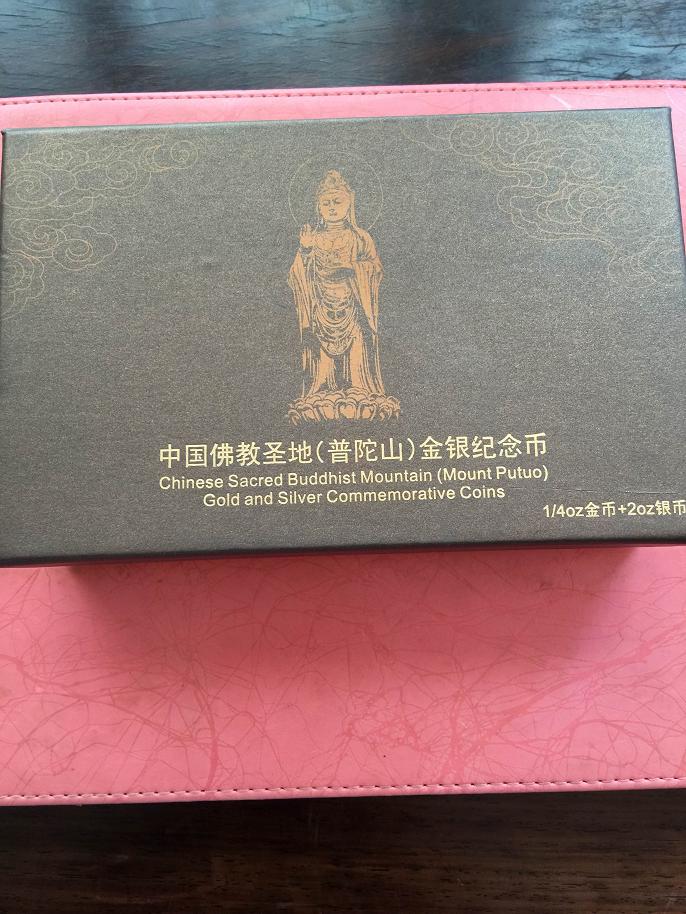 中国佛教圣地(普陀山)金银纪念币
Chinese Sacred Buddhist Mountain (Mount Putuo)
Gold and Silver Commemorative Coins
1/4oz金币+2oz银币